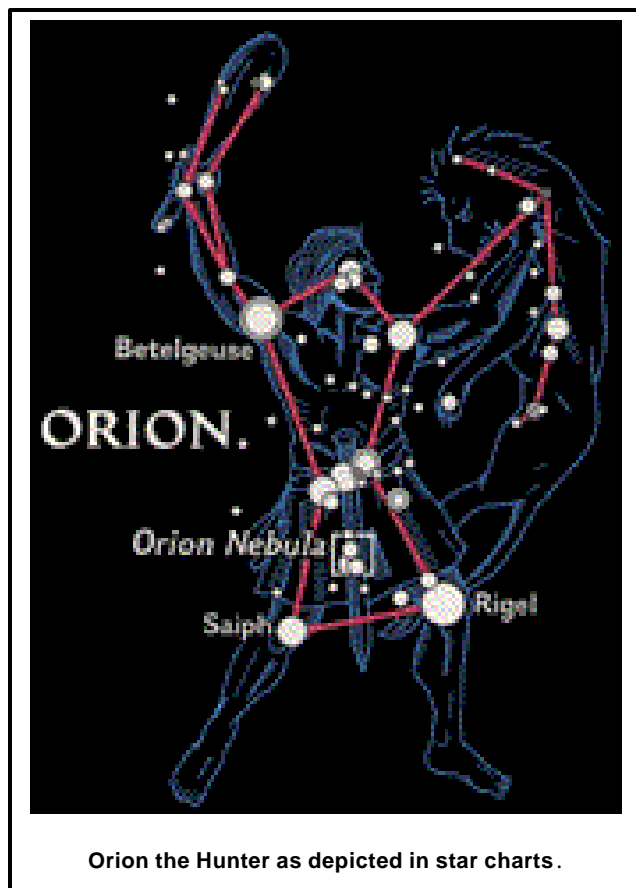 Betelgeuse
ORION.
Orion Nebula
Saiph
Rigel
Orion the Hunter as depicted in star charts.